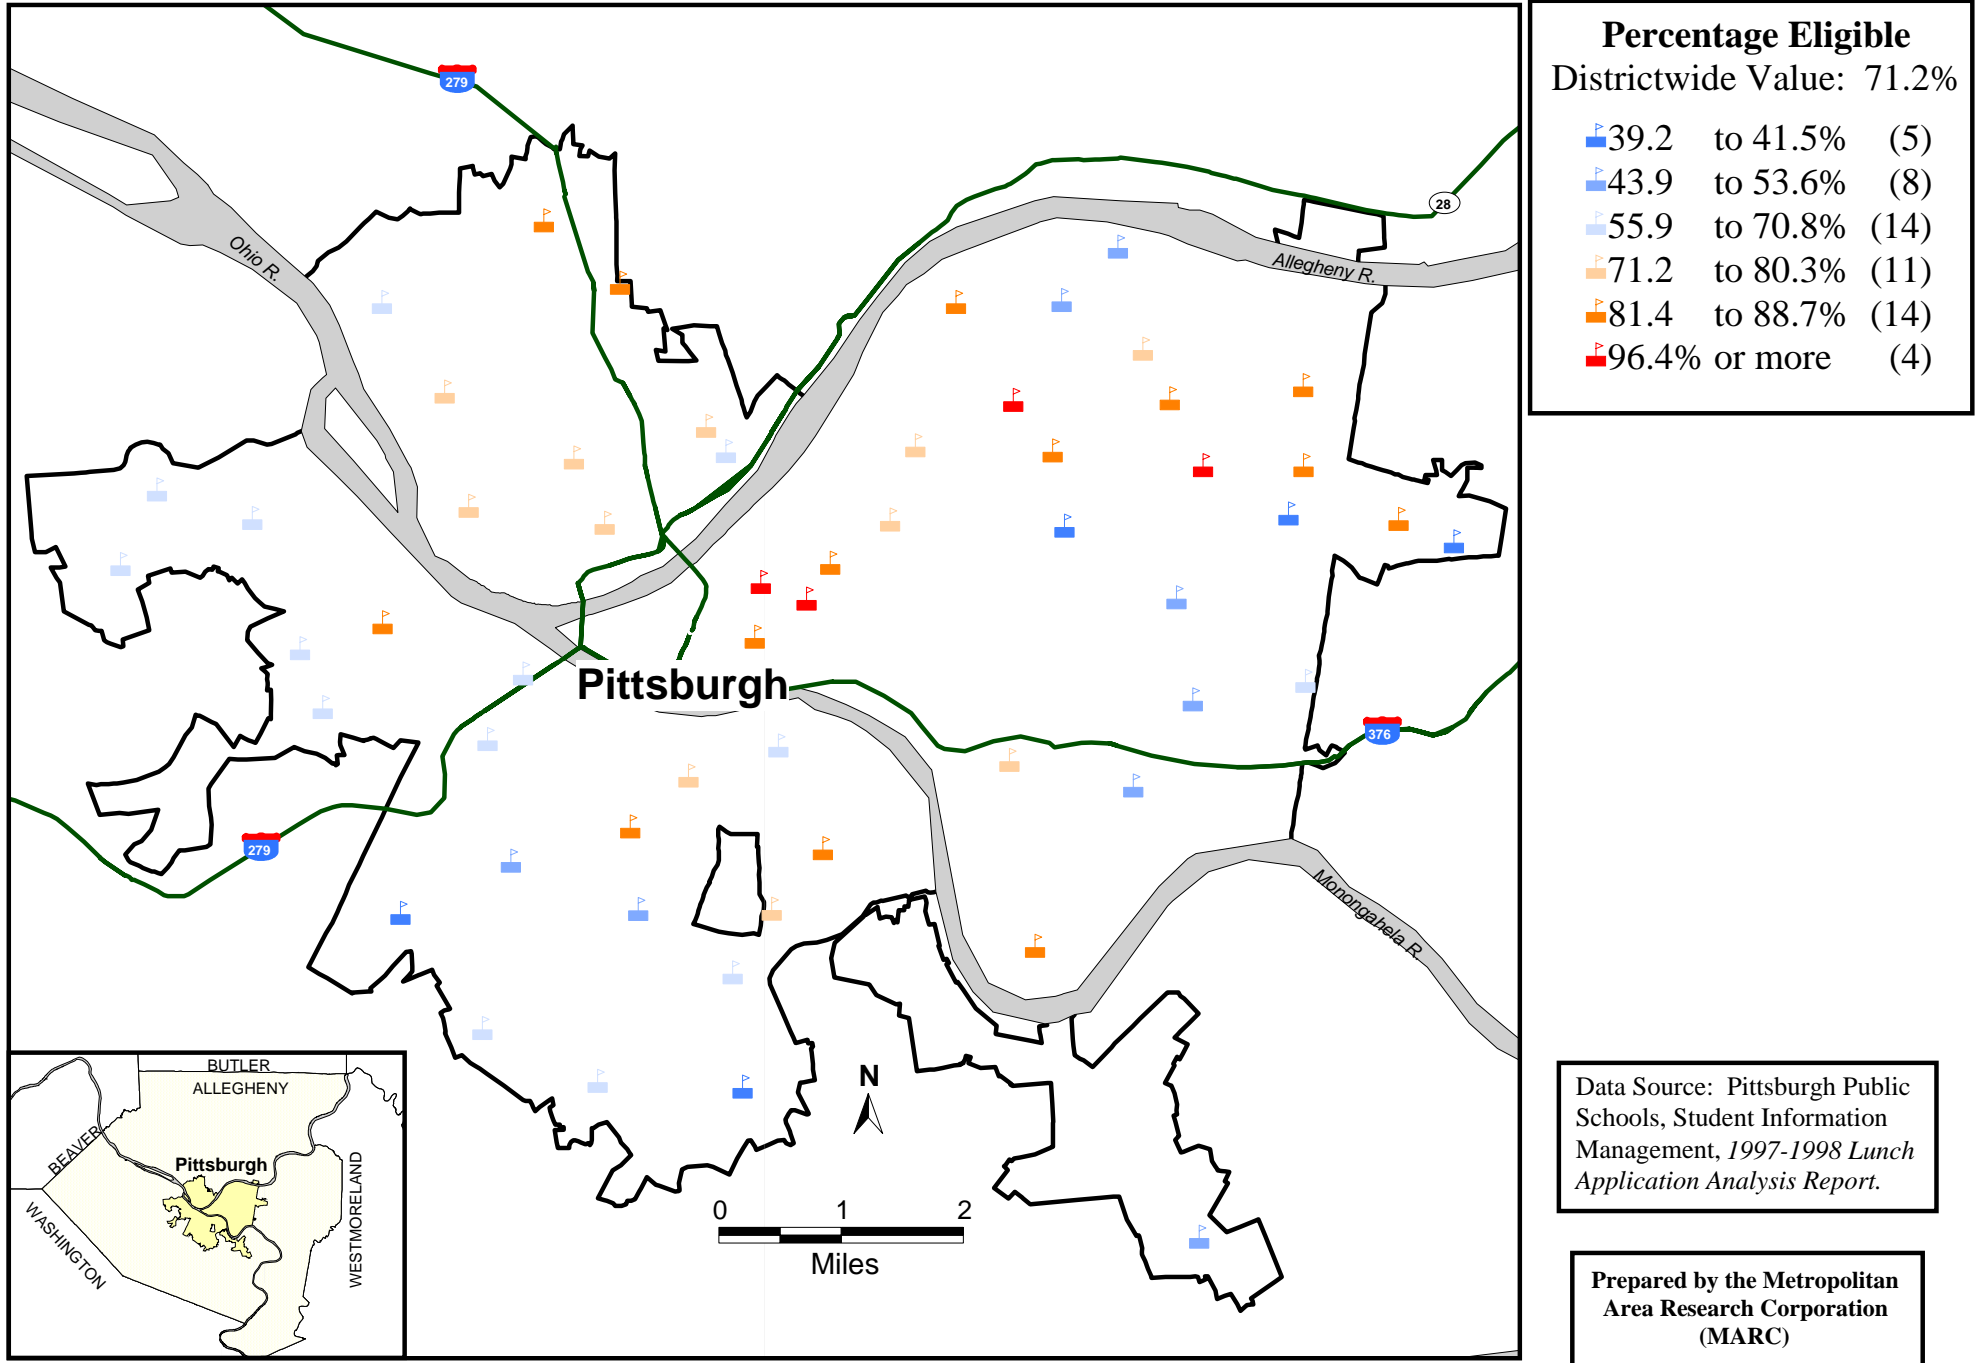 Percentage Eligible
Districtwide Value: 71.2%
39.2 to 41.5% (5)
43.9 to 53.6% (8)
55.9 to 70.8% (14)
71.2 to 80.3% (11)
81.4 to 88.7% (14)
96.4% or more (4)
279
28
Ohio R.
Allegheny R.
Pittsburgh
376
279
Monongahela R.
N
0 1 2
Miles
BUTLER
ALLEGHENY
BEAVER
Pittsburgh
WASHINGTON
WESTMORELAND
Data Source: Pittsburgh Public
Schools, Student Information
Management, 1997-1998 Lunch
Application Analysis Report.
Prepared by the Metropolitan
Area Research Corporation
(MARC)